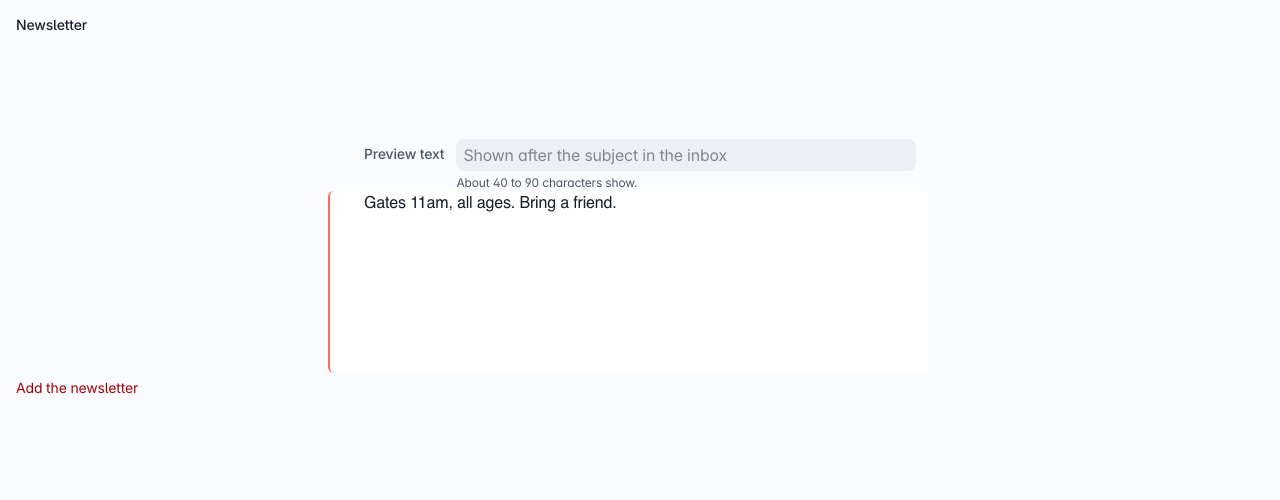 Newsletter
Preview text
Shown after the subject in the inbox
About 40 to 90 characters show.
Gates 11am, all ages. Bring a friend.
Add the newsletter